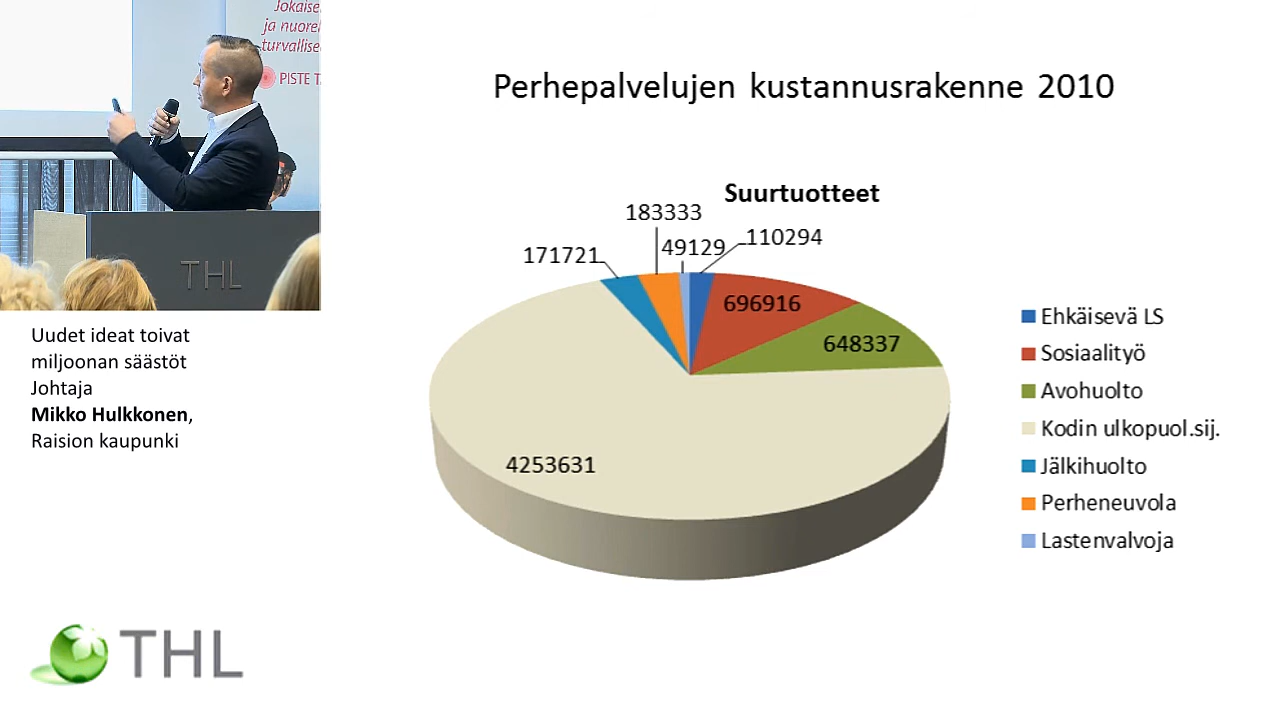 Jokaise
ja nuorel
turvallise
PISTE T
THL
Uudet ideat toivat
miljoonan säästöt
Johtaja
Mikko Hulkkonen,
Raision kaupunki
THL
Perhepalvelujen kustannusrakenne 2010
Suurtuotteet
183333
49129
110294
171721
696916
648337
4253631
Ehkäisevä LS
Sosiaalityö
Avohuolto
Kodin ulkopuol.sij.
Jälkihuolto
Perheneuvola
Lastenvalvoja